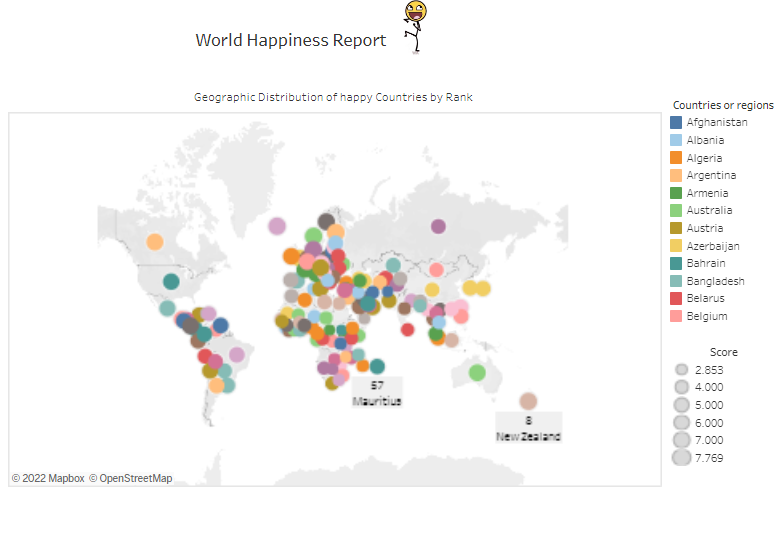 World Happiness Report
Geographic Distribution of happy Countries by Rank
Countries or regions
Afghanistan
Albania
Algeria
Argentina
Armenia
Australia
Austria
Azerbaijan
Bahrain
Bangladesh
Belarus
Belgium
57
Mauritius
8
New Zealand
Score
2.853
4.000
5.000
6.000
7.000
7.769
© 2022 Mapbox © OpenStreetMap